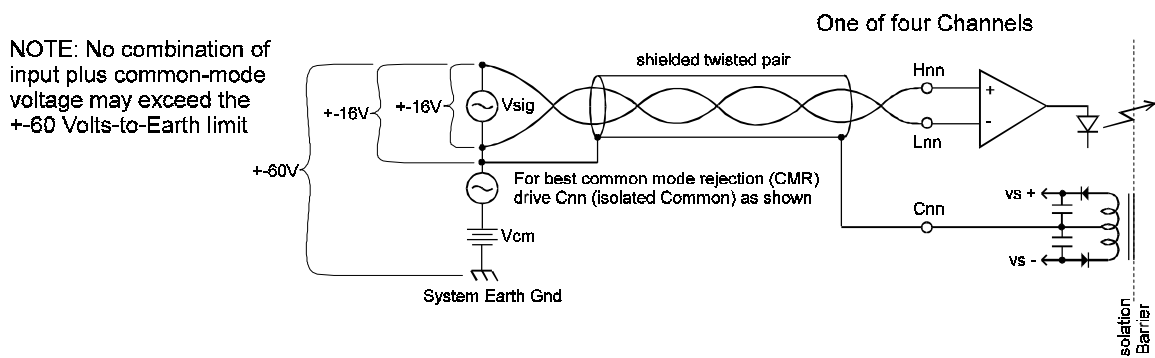 One of four Channels
NOTE: No combination of
input plus common-mode
voltage may exceed the
+-60 Volts-to-Earth limit
shielded twisted pair
Hnn
+-16V
+-16V
Vsig
+
-
Lnn
+-60V
For best common mode rejection (CMR)
drive Cnn (isolated Common) as shown
Cnn
vs +
vs -
Vcm
System Earth Gnd
solation
Barrier